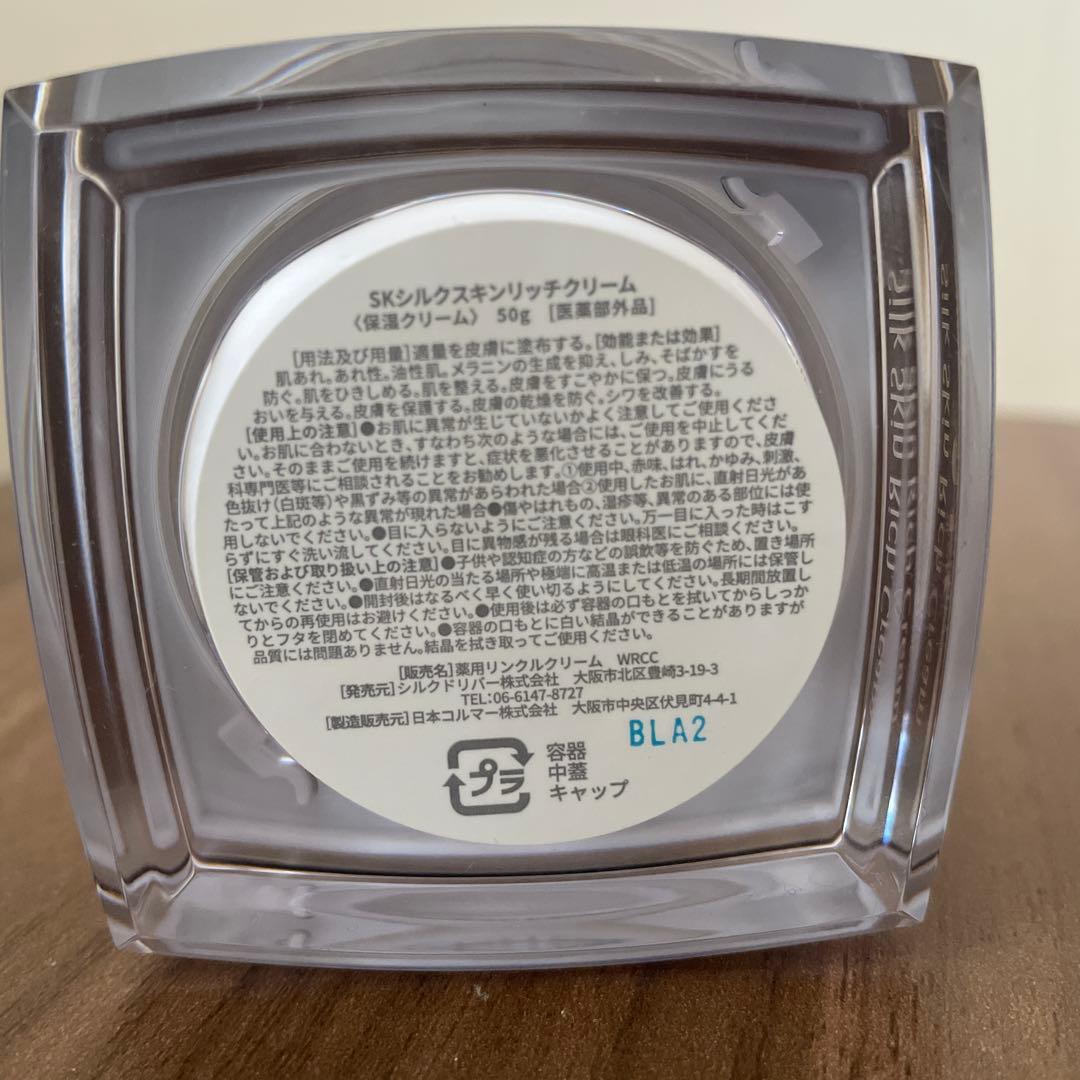 SKシルクスキンリッチクリーム
〈保湿クリーム〉 50g [医薬部外品]
[用法及び用量]適量を皮膚に塗布する。[効能または効果]
肌あれ。あれ性。油性肌。メラニンの生成を抑え、しみ、そばかすを
防ぐ。肌をひきしめる。肌を整える。皮膚をすこやかに保つ。皮膚にうる
おいを与える。皮膚を保護する。皮膚の乾燥を防ぐ。シワを改善する。
[使用上の注意]●お肌に異常が生じていないかよく注意してご使用くださ
い。お肌に合わないとき、すなわち次のような場合には、ご使用を中止してくだ
さい。そのままご使用を続けますと、症状を悪化させることがありますので、皮膚
科専門医等にご相談されることをお勧めします。①使用中、赤味、はれ、かゆみ、刺激、
色抜け(白斑等)や黒ずみ等の異常があらわれた場合②使用したお肌に、直射日光があ
たって上記のような異常が現れた場合●傷やはれもの、湿疹等、異常のある部位には使
用しないでください。●目に入らないようにご注意ください。万一目に入った時はこす
らずにすぐ洗い流してください。目に異物感が残る場合は眼科医にご相談ください。
[保管および取り扱い上の注意]●子供や認知症の方などの誤飲等を防ぐため、置き場所
にご注意ください。●直射日光の当たる場所や極端に高温または低温の場所には保管し
ないでください。●開封後はなるべく早く使い切るようにしてください。長期間放置し
てからの再使用はお避けください。●使用後は必ず容器の口もとを拭いてからしっか
りとフタを閉めてください。●容器の口もとに白い結晶ができることがありますが
品質には問題ありません。結晶を拭き取ってご使用ください。
[販売名]薬用リンクルクリーム WRCC
[発売元]シルクドリバー株式会社 大阪市北区豊崎3-19-3
TEL:06-6147-8727
[製造販売元]日本コルマー株式会社 大阪市中央区伏見町4-4-1
BLA2
プラ
容器
中蓋
キャップ
silk skin Rich Cream